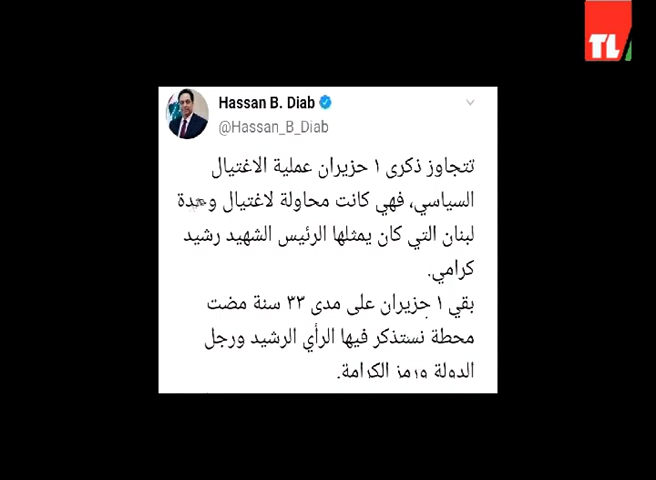 TL
Hassan B. Diab
@Hassan_B_Diab
تتجاوز ذكرى ١ حزيران عملية الاغتيال
السياسي، فهي كانت محاولة لاغتيال وحدة
لبنان التي كان يمثلها الرئيس الشهيد رشيد
كرامي.
بقي ١ حزيران على مدى ٣٣ سنة مضت
محطة نستذكر فيها الرأي الرشيد ورجل
الدولة ورمز الكرامة.